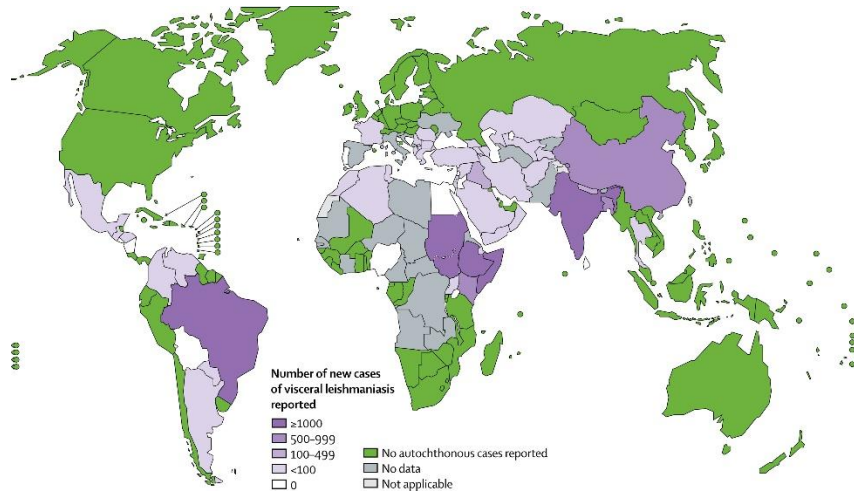 Number of new cases
of visceral leishmaniasis
reported
≥1000
500–999
100–499
<100
0
No autochthonous cases reported
No data
Not applicable